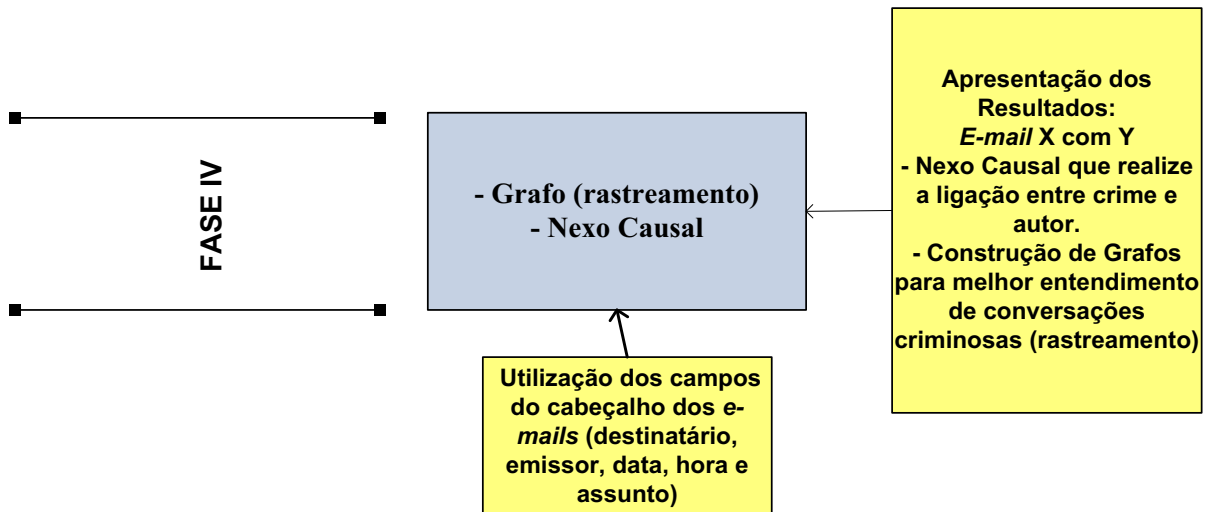 FASE IV
- Grafo (rastreamento)
- Nexo Causal
Apresentação dos
Resultados:
E-mail X com Y
- Nexo Causal que realize
a ligação entre crime e
autor.
- Construção de Grafos
para melhor entendimento
de conversações
criminosas (rastreamento)
Utilização dos campos
do cabeçalho dos e-
mails (destinatário,
emissor, data, hora e
assunto)